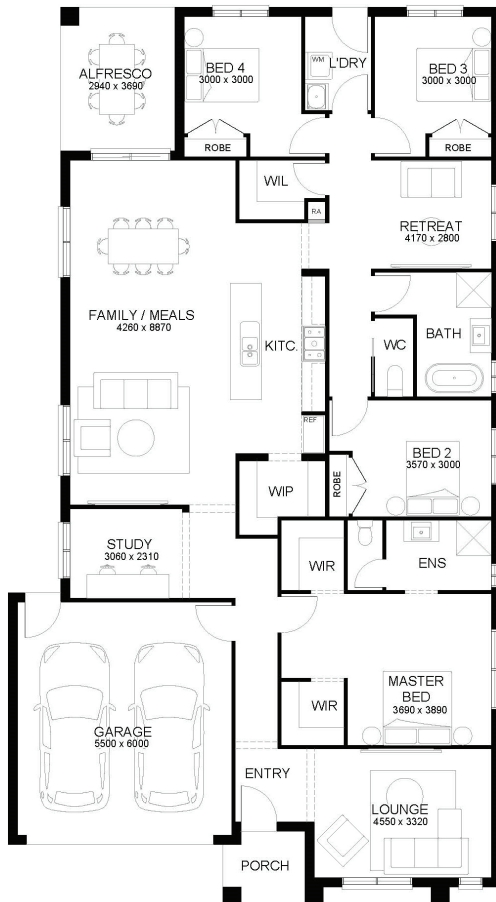 ALFRESCO
2940 x 3690
BED 4
3000 x 3000
WM
L'DRY
BED 3
3000 x 3000
ROBE
ROBE
WIL
RA
RETREAT
4170 x 2800
FAMILY / MEALS
4260 x 8870
KITC.
BATH
WC
REF
BED 2
3570 x 3000
ROBE
WIP
STUDY
3060 x 2310
WIR
ENS
WIR
MASTER
BED
3690 x 3890
GARAGE
5500 x 6000
ENTRY
LOUNGE
4550 x 3320
PORCH